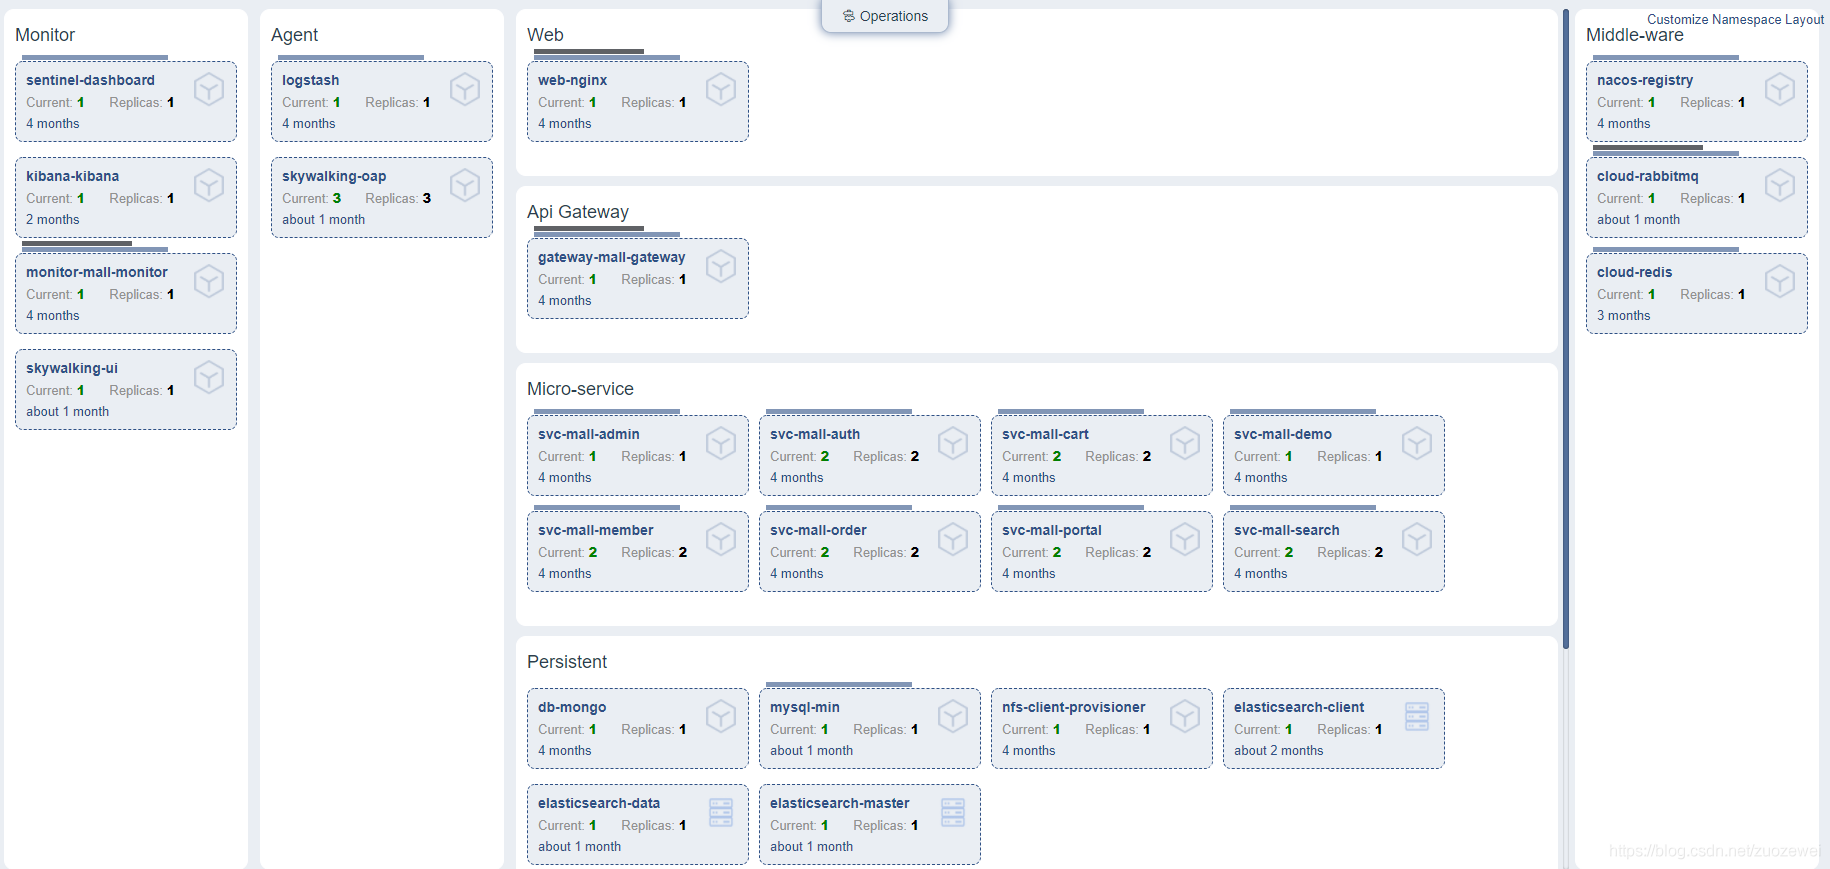 Operations
Customize Namespace Layout
Monitor
sentinel-dashboard
Current: 1 Replicas: 1
4 months
kibana-kibana
Current: 1 Replicas: 1
2 months
monitor-mall-monitor
Current: 1 Replicas: 1
4 months
skywalking-ui
Current: 1 Replicas: 1
about 1 month
Agent
logstash
Current: 1 Replicas: 1
4 months
skywalking-oap
Current: 3 Replicas: 3
about 1 month
Web
web-nginx
Current: 1 Replicas: 1
4 months
Api Gateway
gateway-mall-gateway
Current: 1 Replicas: 1
4 months
Micro-service
svc-mall-admin
Current: 1 Replicas: 1
4 months
svc-mall-auth
Current: 2 Replicas: 2
4 months
svc-mall-cart
Current: 2 Replicas: 2
4 months
svc-mall-demo
Current: 1 Replicas: 1
4 months
svc-mall-member
Current: 2 Replicas: 2
4 months
svc-mall-order
Current: 2 Replicas: 2
4 months
svc-mall-portal
Current: 2 Replicas: 2
4 months
svc-mall-search
Current: 2 Replicas: 2
4 months
Persistent
db-mongo
Current: 1 Replicas: 1
4 months
mysql-min
Current: 1 Replicas: 1
about 1 month
nfs-client-provisioner
Current: 1 Replicas: 1
4 months
elasticsearch-client
Current: 1 Replicas: 1
about 2 months
elasticsearch-data
Current: 1 Replicas: 1
about 1 month
elasticsearch-master
Current: 1 Replicas: 1
about 1 month
Middle-ware
nacos-registry
Current: 1 Replicas: 1
4 months
cloud-rabbitmq
Current: 1 Replicas: 1
about 1 month
cloud-redis
Current: 1 Replicas: 1
3 months
https://blog.csdn.net/zuozewei